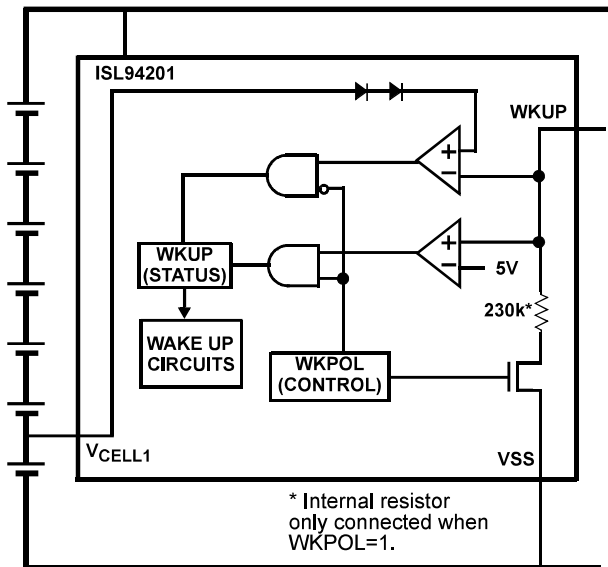 ISL94201
WKUP
+
−
WKUP
(STATUS)
+
−
5V
230k*
WAKE UP
CIRCUITS
WKPOL
(CONTROL)
VCELL1
VSS
* Internal resistor
only connected when
WKPOL=1.